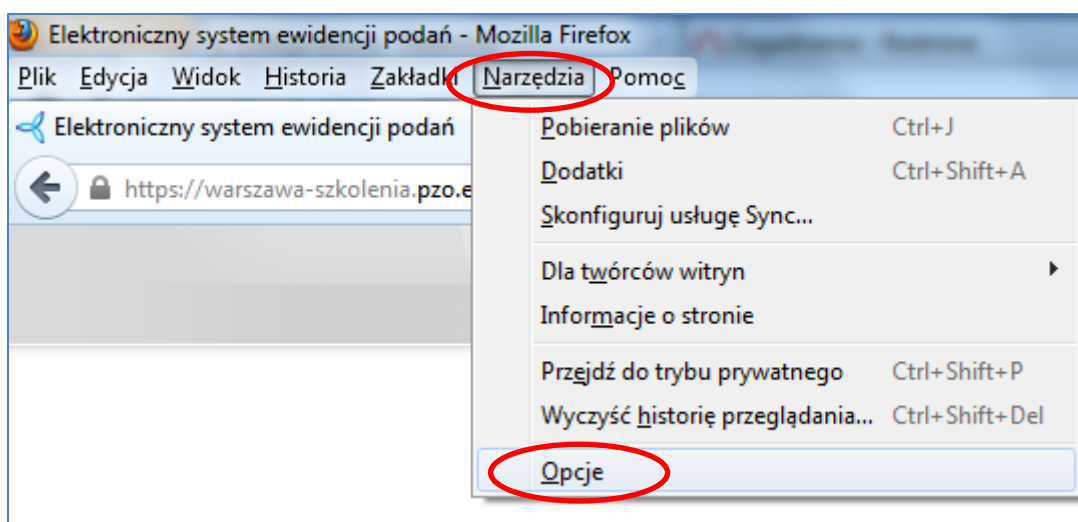 Elektroniczny system ewidencji podań - Mozilla Firefox
Plik Edycja Widok Historia Zakładki Narzędzia Pomoc
Elektroniczny system ewidencji podań
https://warszawa-szkolenia.pzo.e
Pobieranie plików Ctrl+J
Dodatki Ctrl+Shift+A
Skonfiguruj usługę Sync...
Dla twórców witryn
Informacje o stronie
Przejdź do trybu prywatnego Ctrl+Shift+P
Wyczyść historię przeglądania... Ctrl+Shift+Del
Opcje